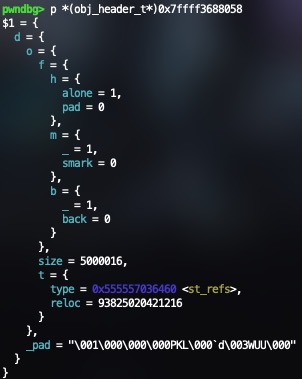 pwndbg> p *(obj_header_t*)0x7ffff3688058
$1 = {
  d = {
    o = {
      f = {
        h = {
          alone = 1,
          pad = 0
        },
        m = {
          _ = 1,
          smark = 0
        },
        b = {
          _ = 1,
          back = 0
        }
      },
      size = 5000016,
      t = {
        type = 0x555557036460 <st_refs>,
        reloc = 93825020421216
      }
    },
    _pad = "\001\000\000\000PKL\000`d\003WUU\000"
  }
}